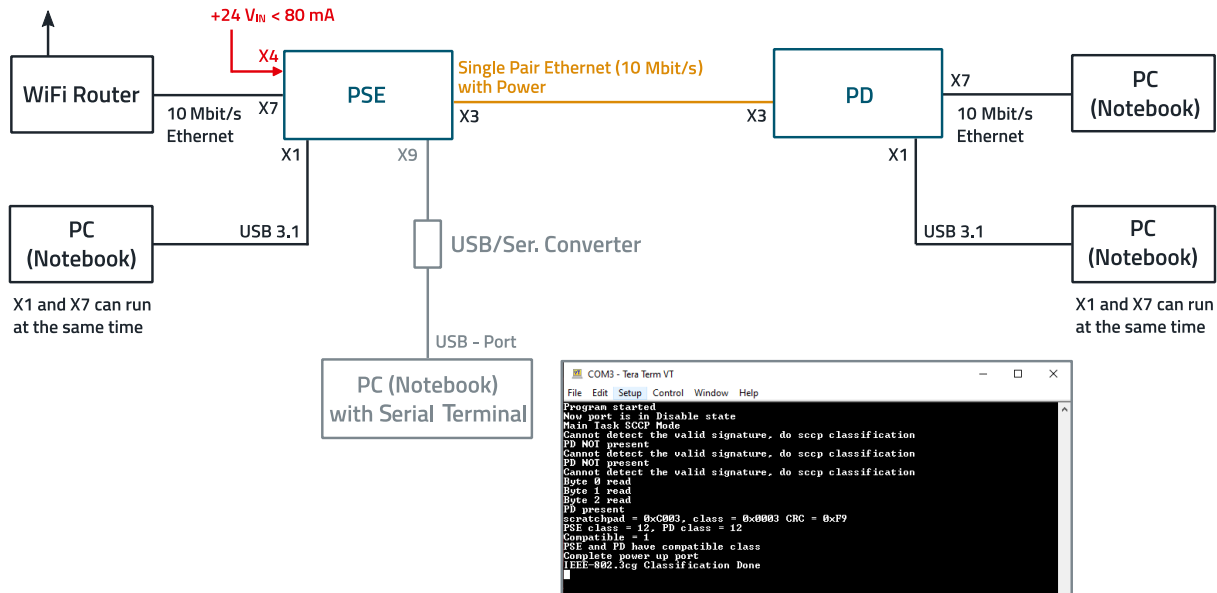 +24 VIN < 80 mA
X4
WiFi Router
10 Mbit/s
Ethernet
X7
PSE
X1
X9
X3
Single Pair Ethernet (10 Mbit/s)
with Power
X3
PD
X7
10 Mbit/s
Ethernet
X1
PC
(Notebook)
PC
(Notebook)
USB 3.1
X1 and X7 can run
at the same time
USB/Ser. Converter
USB - Port
PC (Notebook)
with Serial Terminal
USB 3.1
PC
(Notebook)
X1 and X7 can run
at the same time
COM3 - Tera Term VT
File Edit Setup Control Window Help
Program started
Now port is in Disable state
Main Task SCCP Mode
Cannot detect the valid signature, do sccp classification
PD NOT present
Cannot detect the valid signature, do sccp classification
PD NOT present
Cannot detect the valid signature, do sccp classification
Byte 0 read
Byte 1 read
Byte 2 read
PD present
scratchpad = 0xC003, class = 0x0003 CRC = 0xF9
PSE class = 12, PD class = 12
Compatible = 1
PSE and PD have compatible class
Complete power up port
IEEE-802.3cg Classification Done